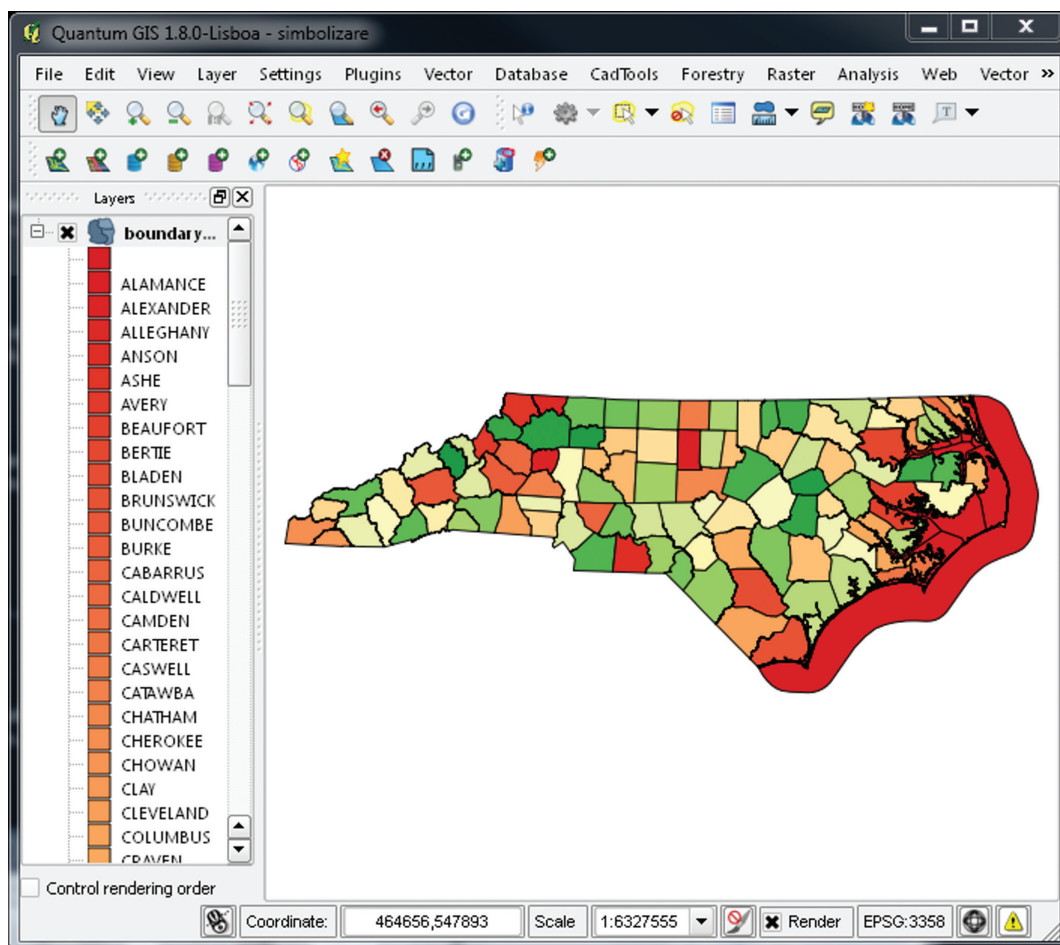 Quantum GIS 1.8.0-Lisboa - simbolizare
File Edit View Layer Settings Plugins Vector Database CadTools Forestry Raster Analysis Web Vector »
Layers
boundary...
ALAMANCE
ALEXANDER
ALLEGHANY
ANSON
ASHE
AVERY
BEAUFORT
BERTIE
BLADEN
BRUNSWICK
BUNCOMBE
BURKE
CABARRUS
CALDWELL
CAMDEN
CARTERET
CASWELL
CATAWBA
CHATHAM
CHEROKEE
CHOWAN
CLAY
CLEVELAND
COLUMBUS
CRAVEN
Control rendering order
Coordinate: 464656,547893 Scale 1:6327555 Render EPSG:3358